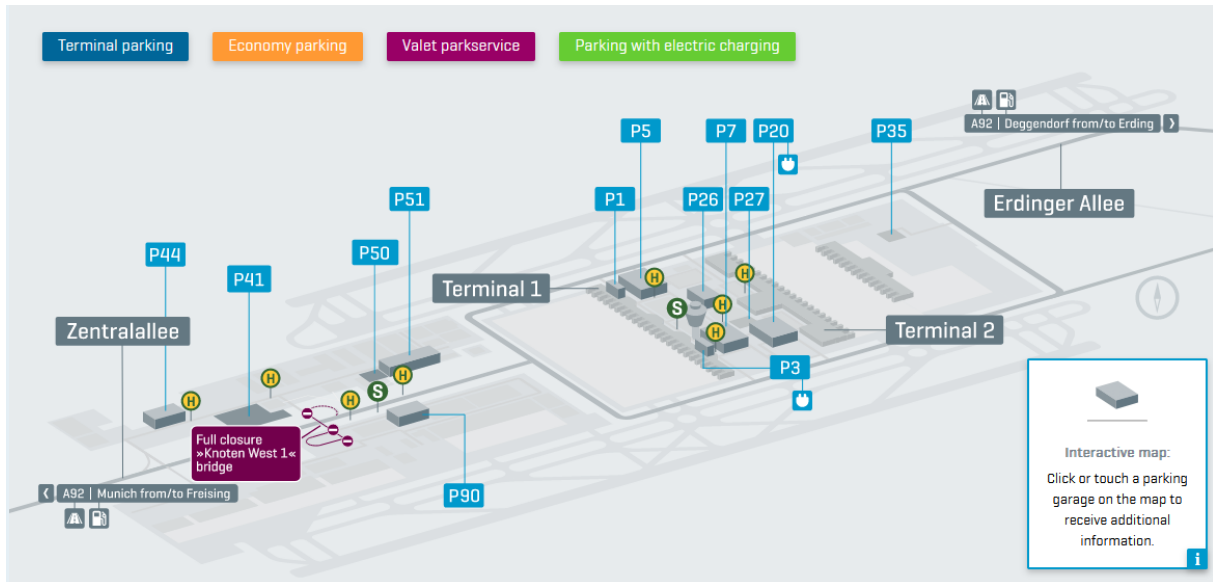 Terminal parking
Economy parking
Valet parkservice
Parking with electric charging
A92 | Deggendorf from/to Erding
P5
P7
P20
P35
P51
P1
P26
P27
Erdinger Allee
P44
P50
P41
Terminal 1
H
H
S
H
Zentralallee
H
Terminal 2
P3
H
H
S
H
H
Full closure
»Knoten West 1«
bridge
Interactive map:
Click or touch a parking
garage on the map to
receive additional
information.
A92 | Munich from/to Freising
P90
i